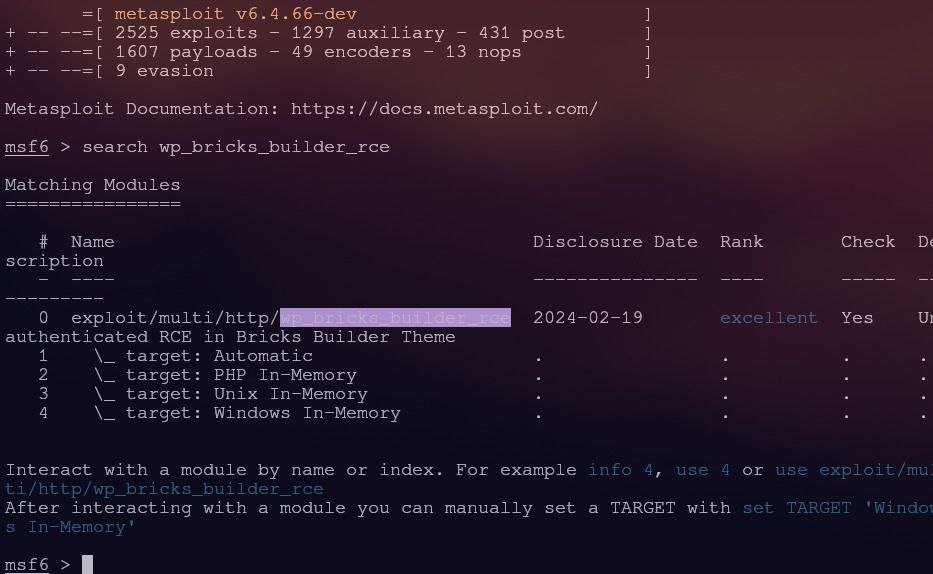 =[ metasploit v6.4.66-dev ]
+ -- --=[ 2525 exploits - 1297 auxiliary - 431 post ]
+ -- --=[ 1607 payloads - 49 encoders - 13 nops ]
+ -- --=[ 9 evasion ]
Metasploit Documentation: https://docs.metasploit.com/
msf6 > search wp_bricks_builder_rce
Matching Modules
================
# Name Disclosure Date Rank Check De
scription
- ---- --------------- ---- ----- --
---------
0 exploit/multi/http/wp_bricks_builder_rce 2024-02-19 excellent Yes Un
authenticated RCE in Bricks Builder Theme
1 \_ target: Automatic . . . .
2 \_ target: PHP In-Memory . . . .
3 \_ target: Unix In-Memory . . . .
4 \_ target: Windows In-Memory . . . .
Interact with a module by name or index. For example info 4, use 4 or use exploit/mul
ti/http/wp_bricks_builder_rce
After interacting with a module you can manually set a TARGET with set TARGET 'Window
s In-Memory'
msf6 >